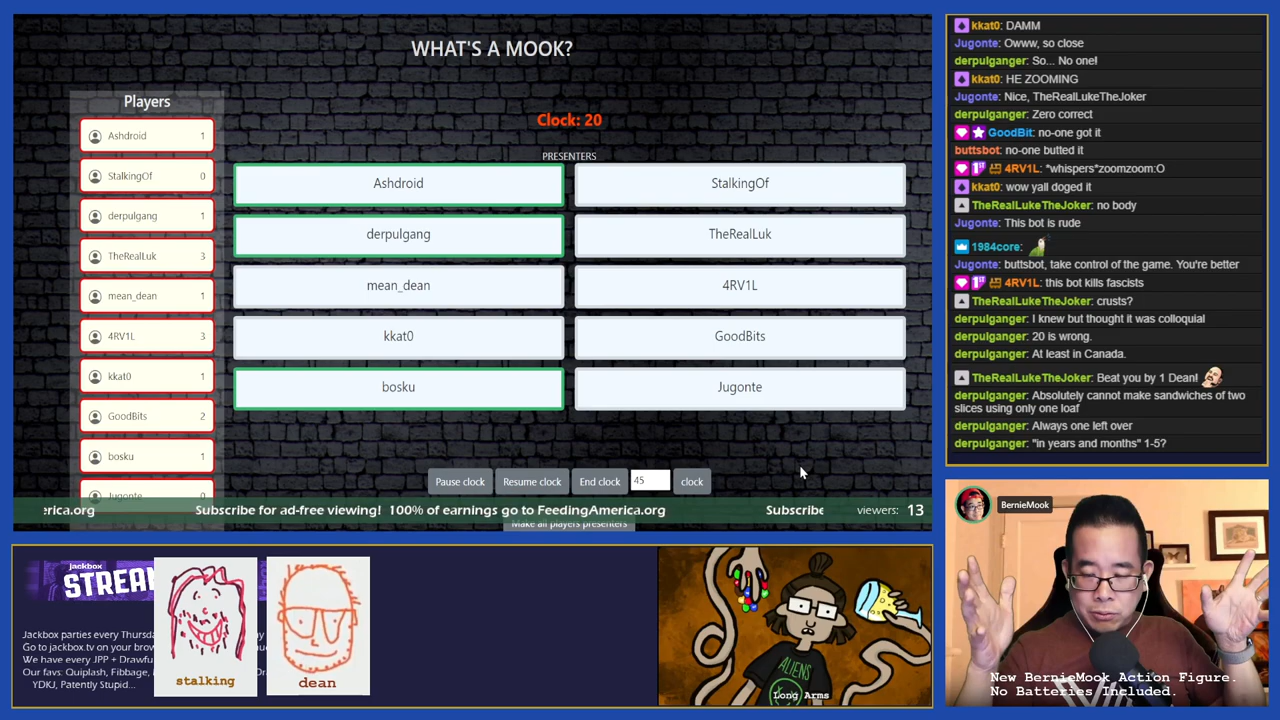 WHAT'S A MOOK?
Players
Ashdroid 1
StalkingOf 0
derpulgang 1
TheRealLuk 3
mean_dean 1
4RV1L 3
kkat0 1
GoodBits 2
bosku 1
Jugonte 0
Clock: 20
PRESENTERS
Ashdroid
StalkingOf
derpulgang
TheRealLuk
mean_dean
4RV1L
kkat0
GoodBits
bosku
Jugonte
Pause clock
Resume clock
End clock
45
clock
erica.org Subscribe for ad-free viewing! 100% of earnings go to FeedingAmerica.org Subscribe viewers: 13
Make all players presenters
kkat0: DAMM
Jugonte: Owww, so close
derpulganger: So... No one!
kkat0: HE ZOOMING
Jugonte: Nice, TheRealLukeTheJoker
derpulganger: Zero correct
GoodBit: no-one got it
buttsbot: no-one butted it
4RV1L: *whispers*zoomzoom:O
kkat0: wow yall doged it
TheRealLukeTheJoker: no body
Jugonte: This bot is rude
1984core:
Jugonte: buttsbot, take control of the game. You're better
4RV1L: this bot kills fascists
TheRealLukeTheJoker: crusts?
derpulganger: I knew but thought it was colloquial
derpulganger: 20 is wrong.
derpulganger: At least in Canada.
TheRealLukeTheJoker: Beat you by 1 Dean!
derpulganger: Absolutely cannot make sandwiches of two
slices using only one loaf
derpulganger: Always one left over
derpulganger: "in years and months" 1-5?
jackbox
STREA
Jackbox parties every Thursda
Go to jackbox.tv on your brow
We have every JPP + Drawfu
Our favs: Quiplash, Fibbage,
YDKJ, Patently Stupid...
stalking
dean
ALIENS
Long Arms
BernieMook
New BernieMook Action Figure.
No Batteries Included.